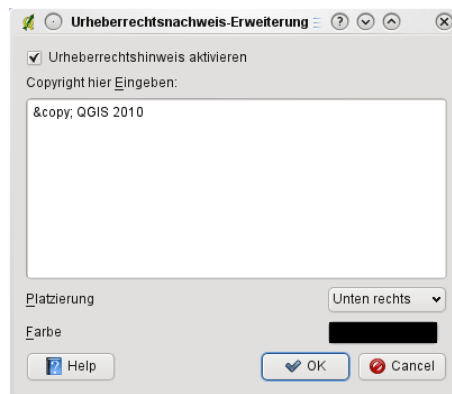 Urheberrechtsnachweis-Erweiterung
Urheberrechtshinweis aktivieren
Copyright hier Eingeben:
&copy; QGIS 2010
Platzierung
Unten rechts
Farbe
Help
OK
Cancel